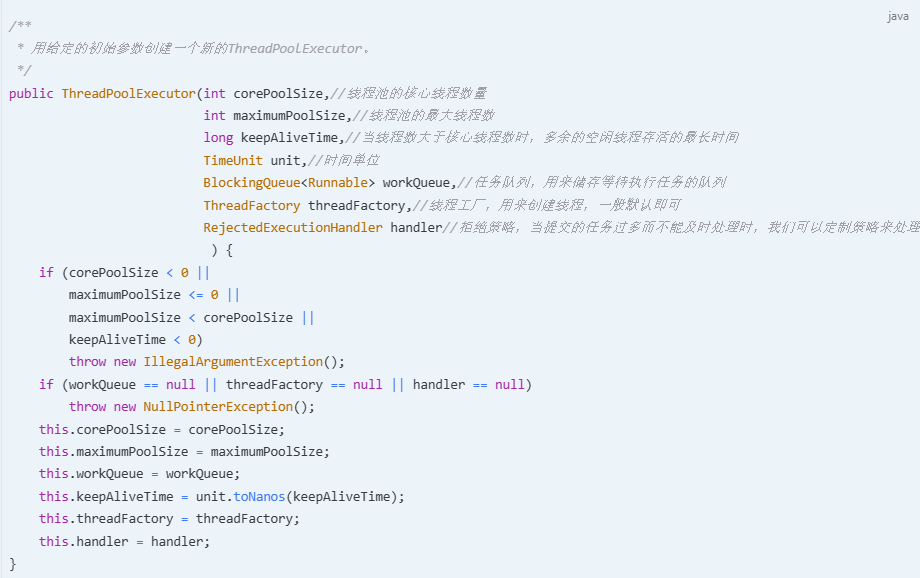 java
/**
 * 用给定的初始参数创建一个新的ThreadPoolExecutor。
 */
public ThreadPoolExecutor(int corePoolSize,//线程池的核心线程数量
                          int maximumPoolSize,//线程池的最大线程数
                          long keepAliveTime,//当线程数大于核心线程数时，多余的空闲线程存活的最长时间
                          TimeUnit unit,//时间单位
                          BlockingQueue<Runnable> workQueue,//任务队列，用来储存等待执行任务的队列
                          ThreadFactory threadFactory,//线程工厂，用来创建线程，一般默认即可
                          RejectedExecutionHandler handler//拒绝策略，当提交的任务过多而不能及时处理时，我们可以定制策略来处理
                           ) {
    if (corePoolSize < 0 ||
        maximumPoolSize <= 0 ||
        maximumPoolSize < corePoolSize ||
        keepAliveTime < 0)
        throw new IllegalArgumentException();
    if (workQueue == null || threadFactory == null || handler == null)
        throw new NullPointerException();
    this.corePoolSize = corePoolSize;
    this.maximumPoolSize = maximumPoolSize;
    this.workQueue = workQueue;
    this.keepAliveTime = unit.toNanos(keepAliveTime);
    this.threadFactory = threadFactory;
    this.handler = handler;
}